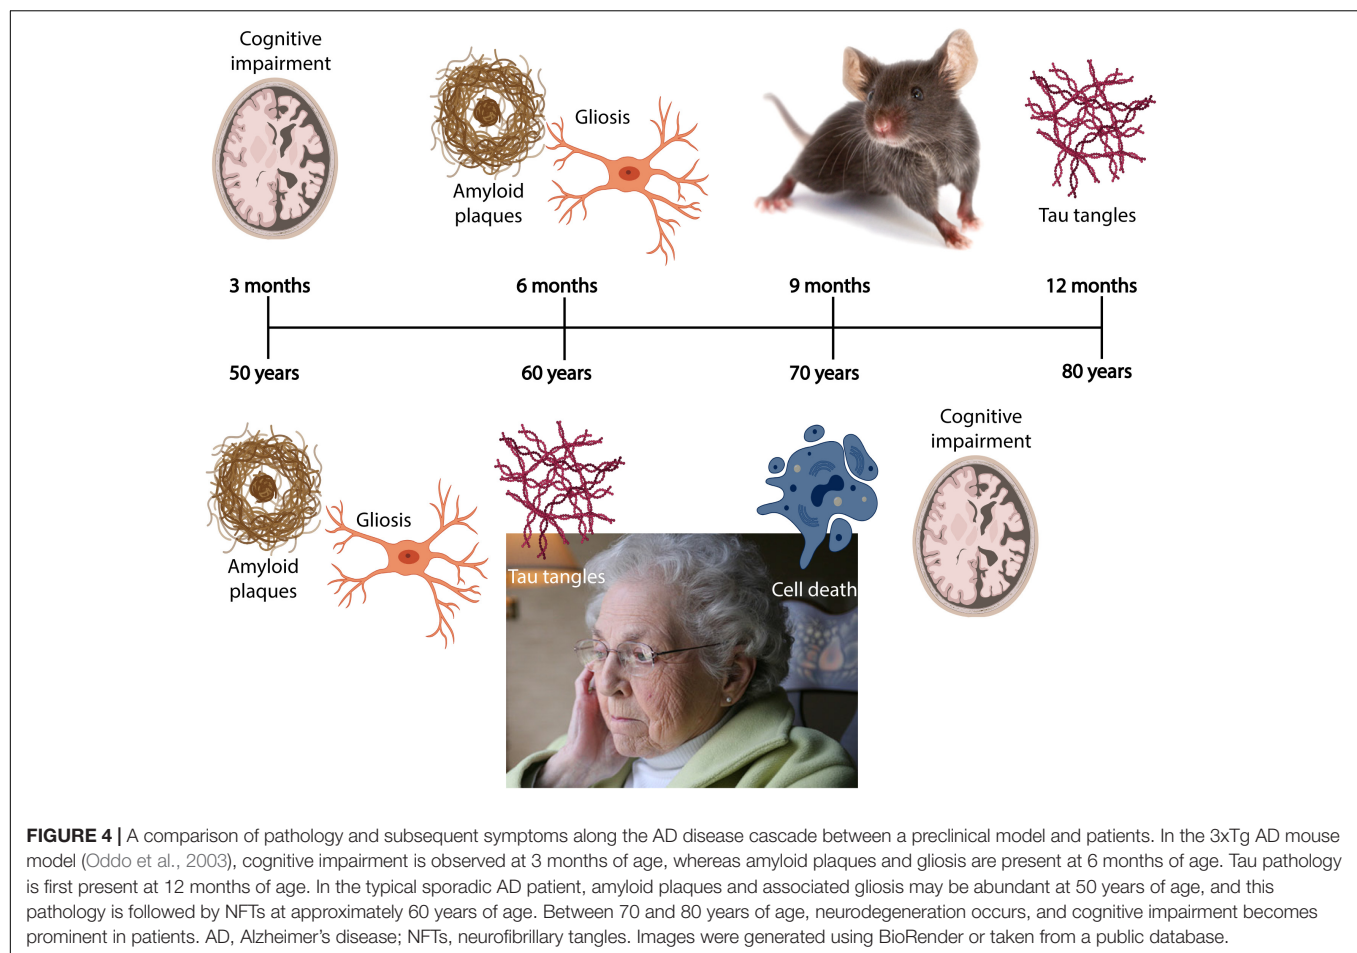 Cognitive
impairment
Amyloid
plaques
Gliosis
Tau tangles
3 months
6 months
9 months
12 months
50 years
60 years
70 years
80 years
Amyloid
plaques
Gliosis
Tau tangles
Cell death
Cognitive
impairment
FIGURE 4 | A comparison of pathology and subsequent symptoms along the AD disease cascade between a preclinical model and patients. In the 3xTg AD mouse
model (Oddo et al., 2003), cognitive impairment is observed at 3 months of age, whereas amyloid plaques and gliosis are present at 6 months of age. Tau pathology
is first present at 12 months of age. In the typical sporadic AD patient, amyloid plaques and associated gliosis may be abundant at 50 years of age, and this
pathology is followed by NFTs at approximately 60 years of age. Between 70 and 80 years of age, neurodegeneration occurs, and cognitive impairment becomes
prominent in patients. AD, Alzheimer's disease; NFTs, neurofibrillary tangles. Images were generated using BioRender or taken from a public database.